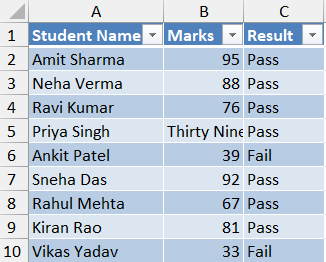 A B C
1 Student Name Marks Result
2 Amit Sharma 95 Pass
3 Neha Verma 88 Pass
4 Ravi Kumar 76 Pass
5 Priya Singh Thirty Nine Pass
6 Ankit Patel 39 Fail
7 Sneha Das 92 Pass
8 Rahul Mehta 67 Pass
9 Kiran Rao 81 Pass
10 Vikas Yadav 33 Fail